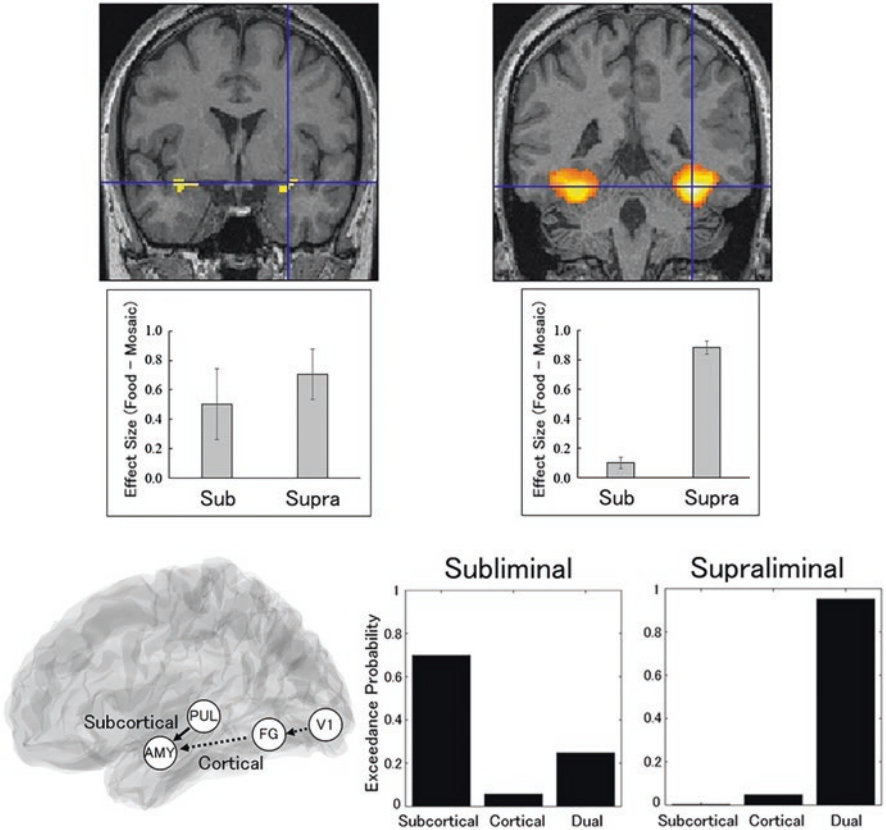 Effect Size (Food − Mosaic)
1.0
0.8
0.6
0.4
0.2
0.0
Sub Supra
Effect Size (Food − Mosaic)
1.0
0.8
0.6
0.4
0.2
0.0
Sub Supra
Subcortical
PUL
AMY
FG
V1
Cortical
Subliminal
Exceedance Probability
1
0.8
0.6
0.4
0.2
0
Subcortical Cortical Dual
Supraliminal
1
0.8
0.6
0.4
0.2
0
Subcortical Cortical Dual